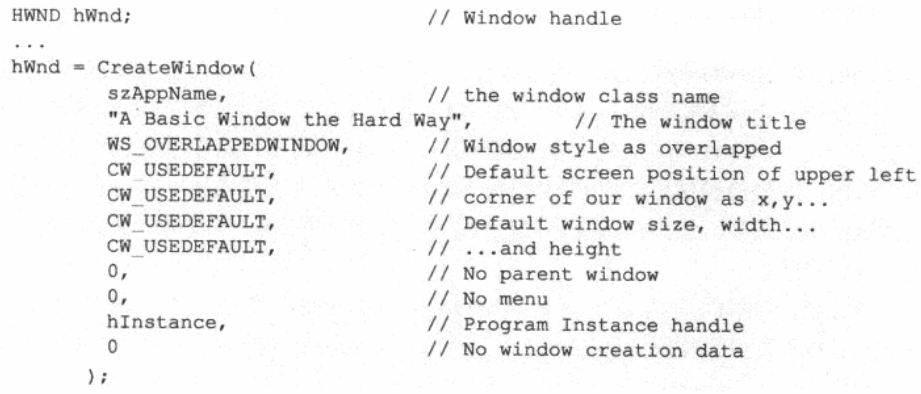 HWND hWnd; // Window handle
...
hWnd = CreateWindow(
szAppName, // the window class name
"A Basic Window the Hard Way", // The window title
WS_OVERLAPPEDWINDOW, // Window style as overlapped
CW_USEDEFAULT, // Default screen position of upper left
CW_USEDEFAULT, // corner of our window as x,y...
CW_USEDEFAULT, // Default window size, width...
CW_USEDEFAULT, // ...and height
0, // No parent window
0, // No menu
hInstance, // Program Instance handle
0 // No window creation data
);